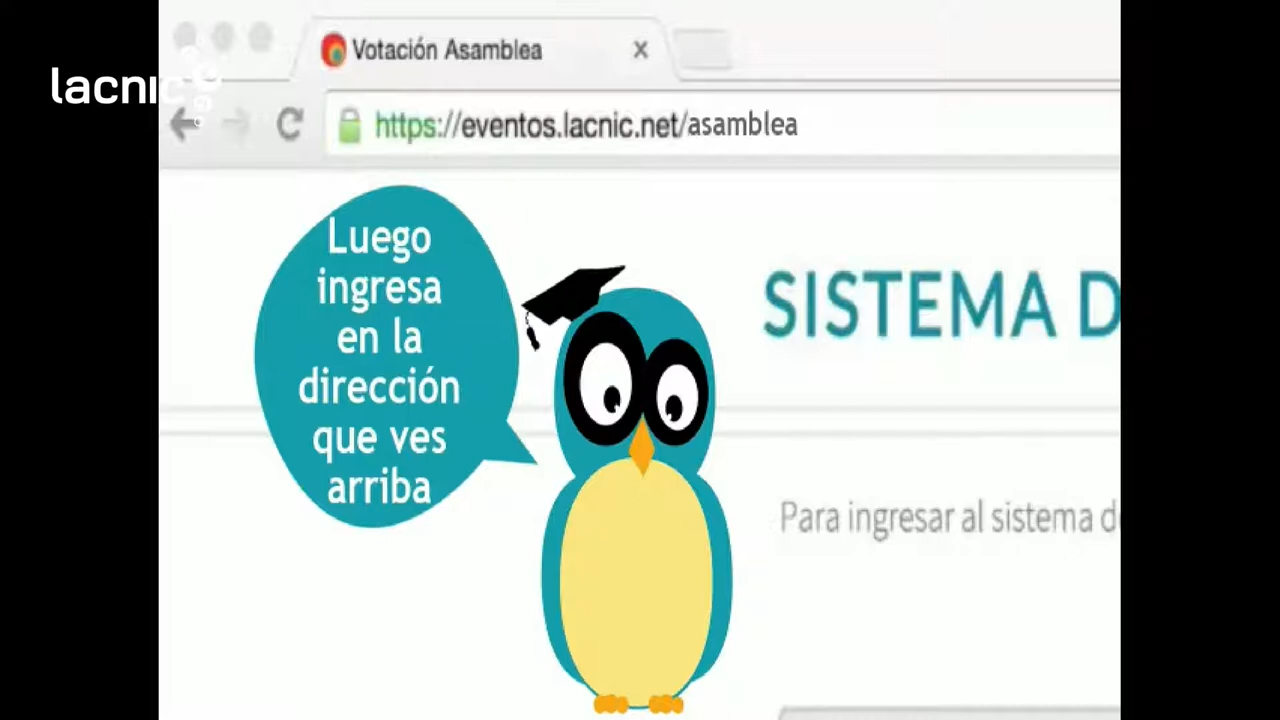 Votación Asamblea
lacnic
https://eventos.lacnic.net/asamblea
Luego
ingresa
en la
dirección
que ves
arriba
SISTEMA D
Para ingresar al sistema d